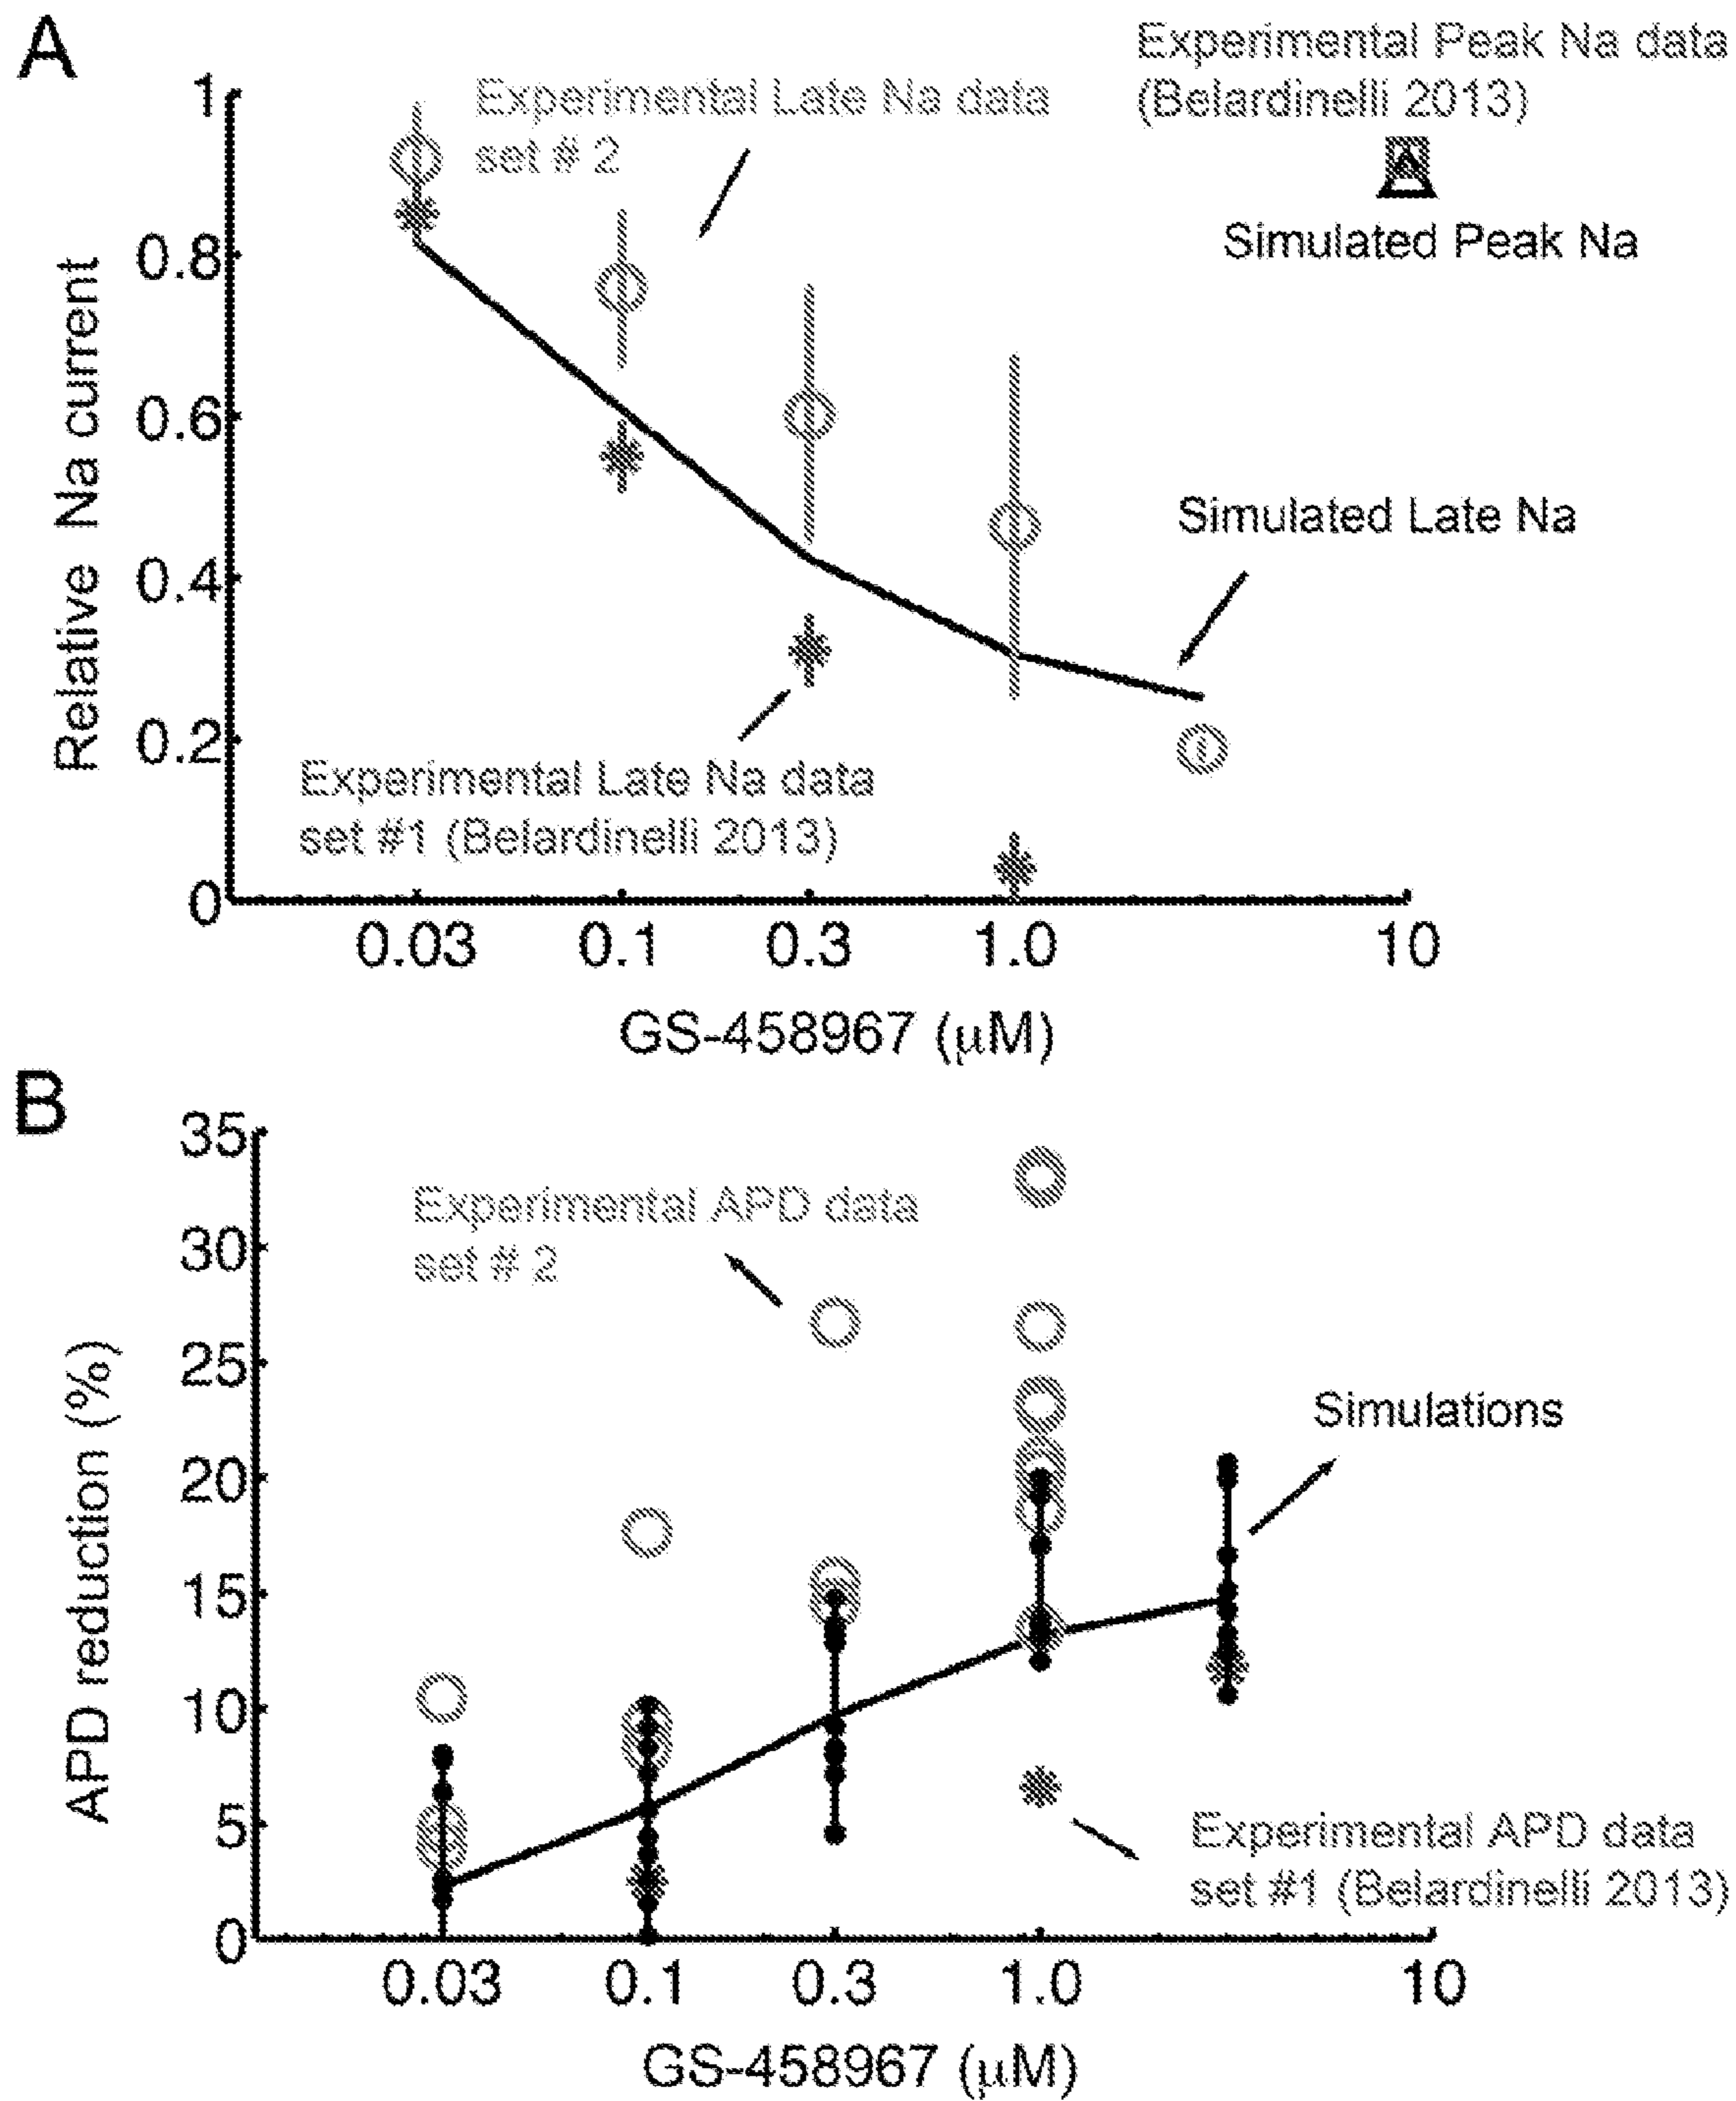 A
Experimental Peak Na data
(Belardinelli 2013)
Experimental Late Na data
set # 2
Simulated Peak Na
1
0.8
0.6
0.4
0.2
0
Relative Na current
Simulated Late Na
Experimental Late Na data
set #1 (Belardinelli 2013)
0.03 0.1 0.3 1.0 10
GS-458967 (μM)
B
35
30
25
20
15
10
5
0
APD reduction (%)
Experimental APD data
set # 2
Simulations
Experimental APD data
set #1 (Belardinelli 2013)
0.03 0.1 0.3 1.0 10
GS-458967 (μM)